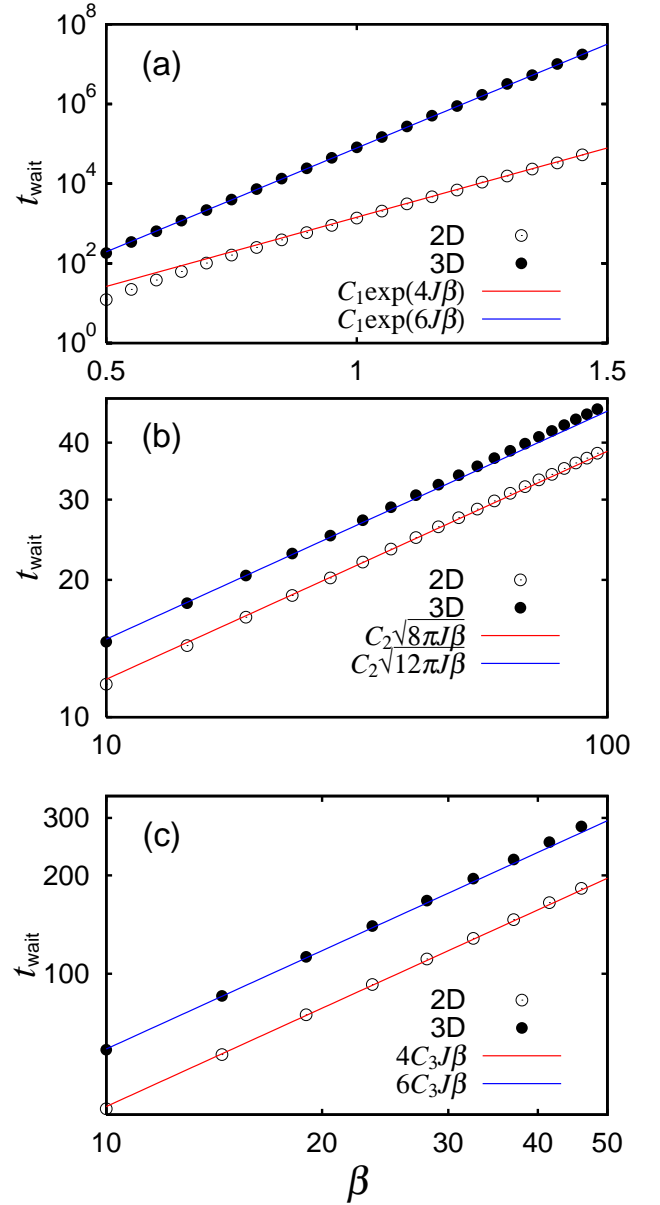 (a)
10^8
10^6
10^4
10^2
10^0
t_wait
2D
3D
C_1exp(4Jβ)
C_1exp(6Jβ)
0.5 1 1.5
(b)
40
30
20
10
t_wait
2D
3D
C_2√8πJβ
C_2√12πJβ
10 100
(c)
300
200
100
t_wait
2D
3D
4C_3Jβ
6C_3Jβ
10 20 30 40 50
β